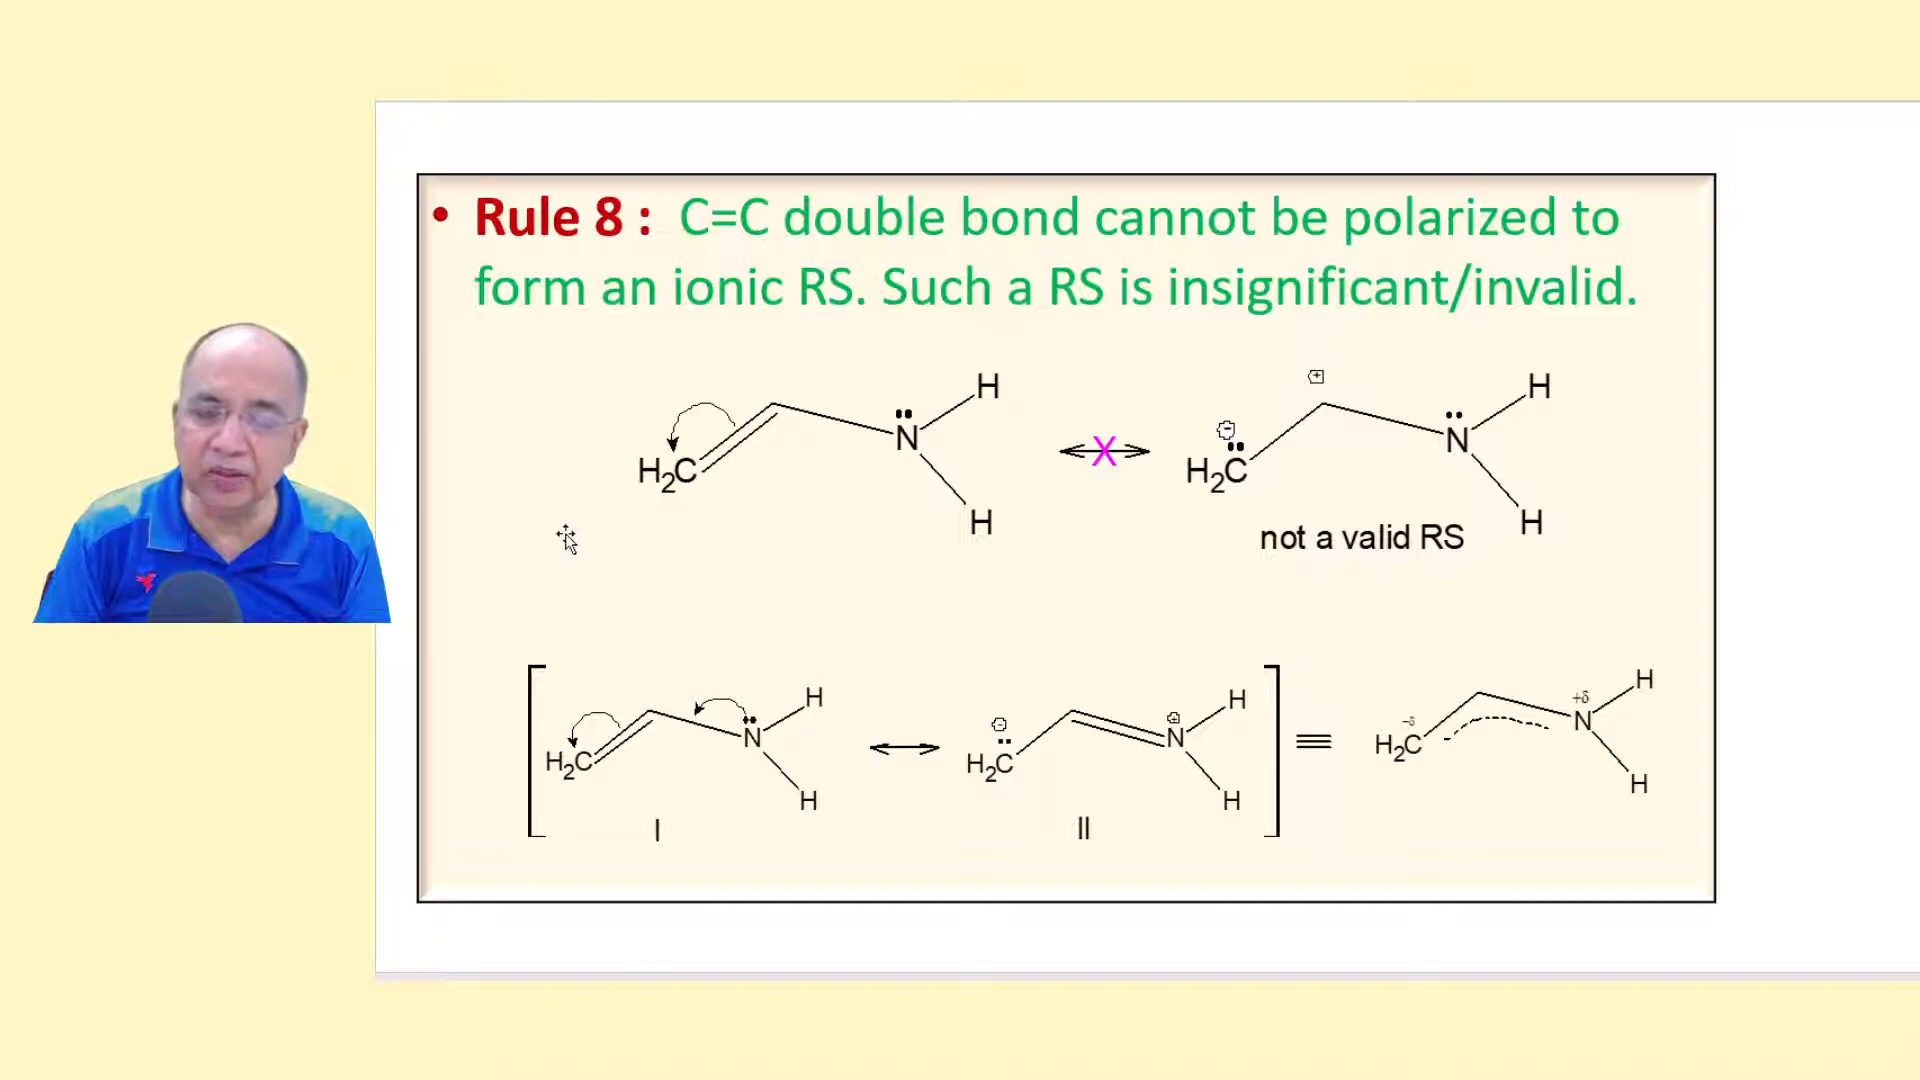 • Rule 8 : C=C double bond cannot be polarized to
form an ionic RS. Such a RS is insignificant/invalid.
H₂C N H H
X
H₂C N H H
not a valid RS
H₂C N H H
I
H₂C N H H
II
-δ H₂C +δ N H H